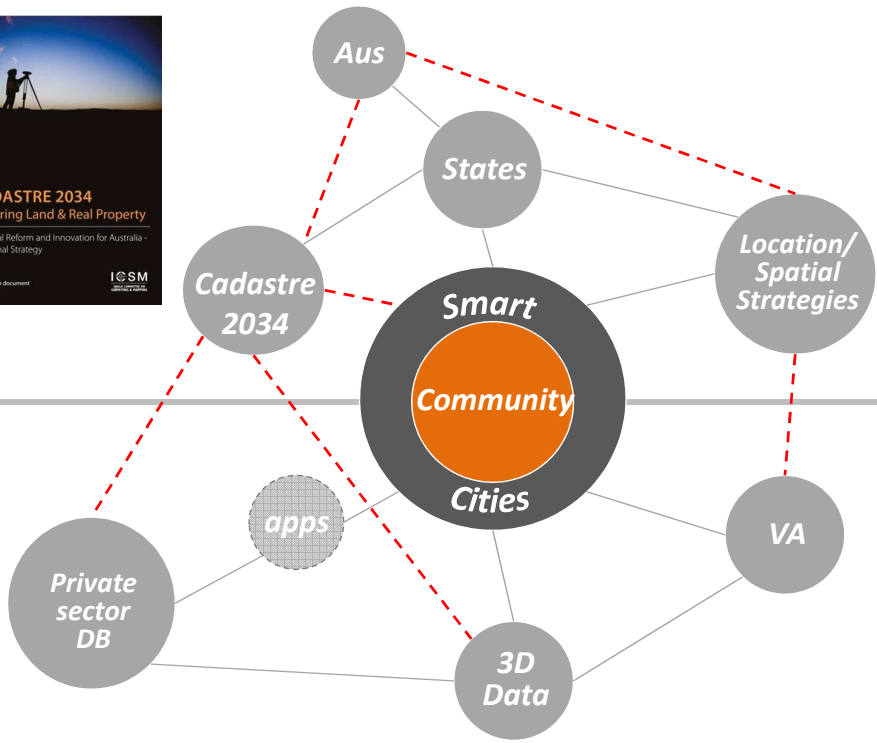 Aus
States
DASTRE 2034
ring Land & Real Property
al Reform and Innovation for Australia -
nal Strategy
n document
ICSM
Cadastre
2034
Location/
Spatial
Strategies
Smart
Community
Cities
apps
VA
Private
sector
DB
3D
Data